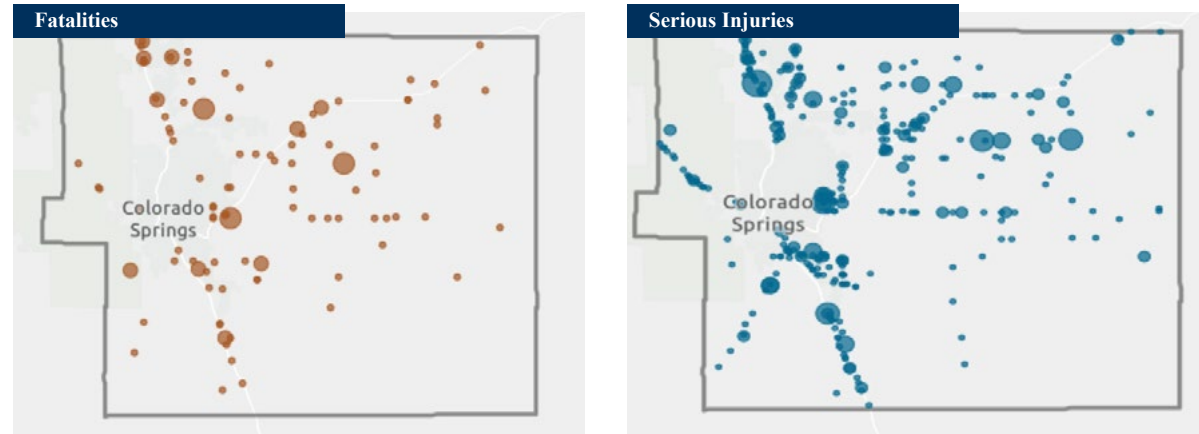 Fatalities
Colorado
Springs
Serious Injuries
Colorado
Springs